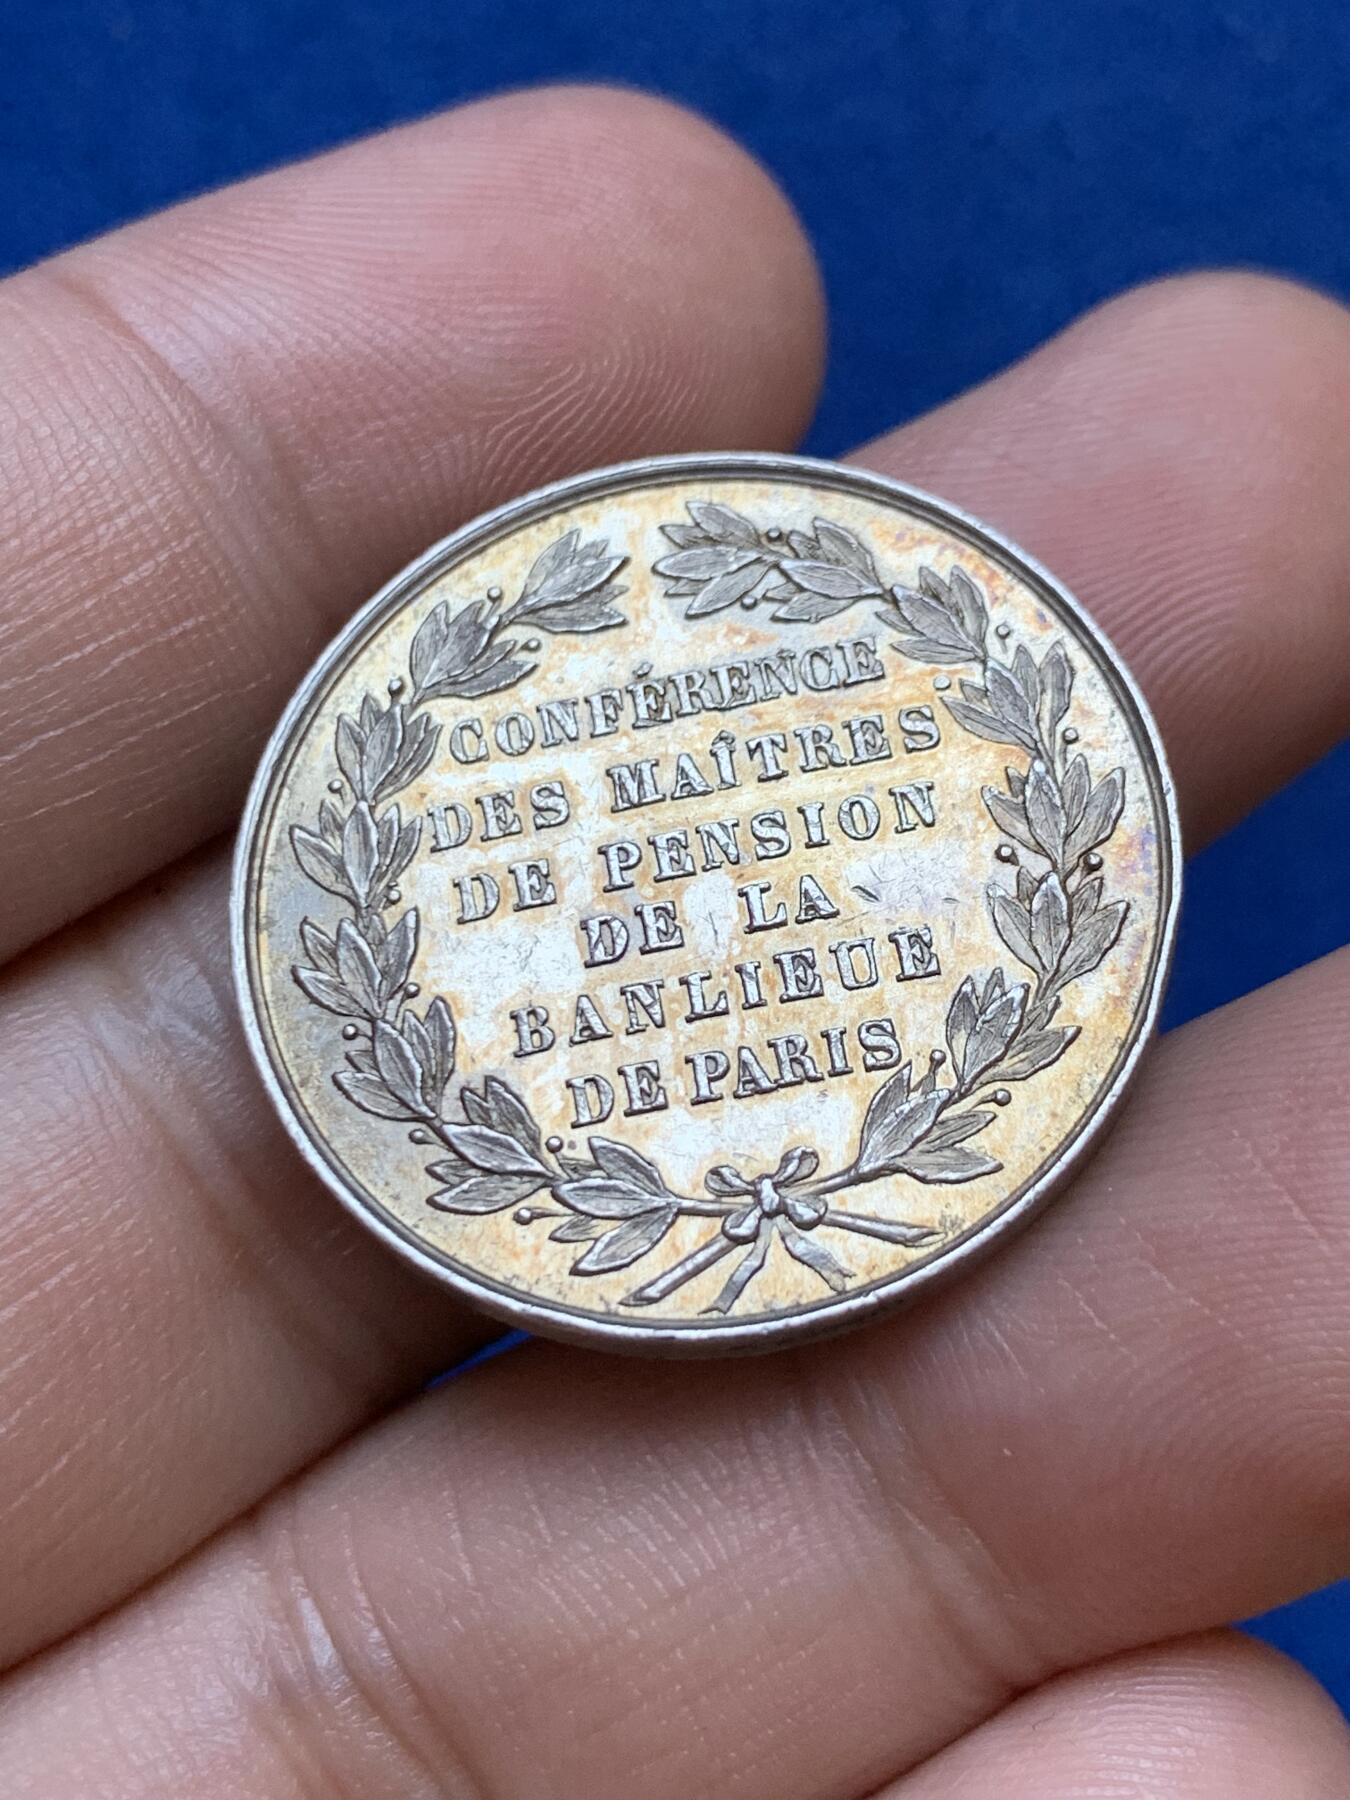 CONFÉRENCE
DES MAÎTRES
DE PENSION
DE LA
BANLIEUE
DE PARIS